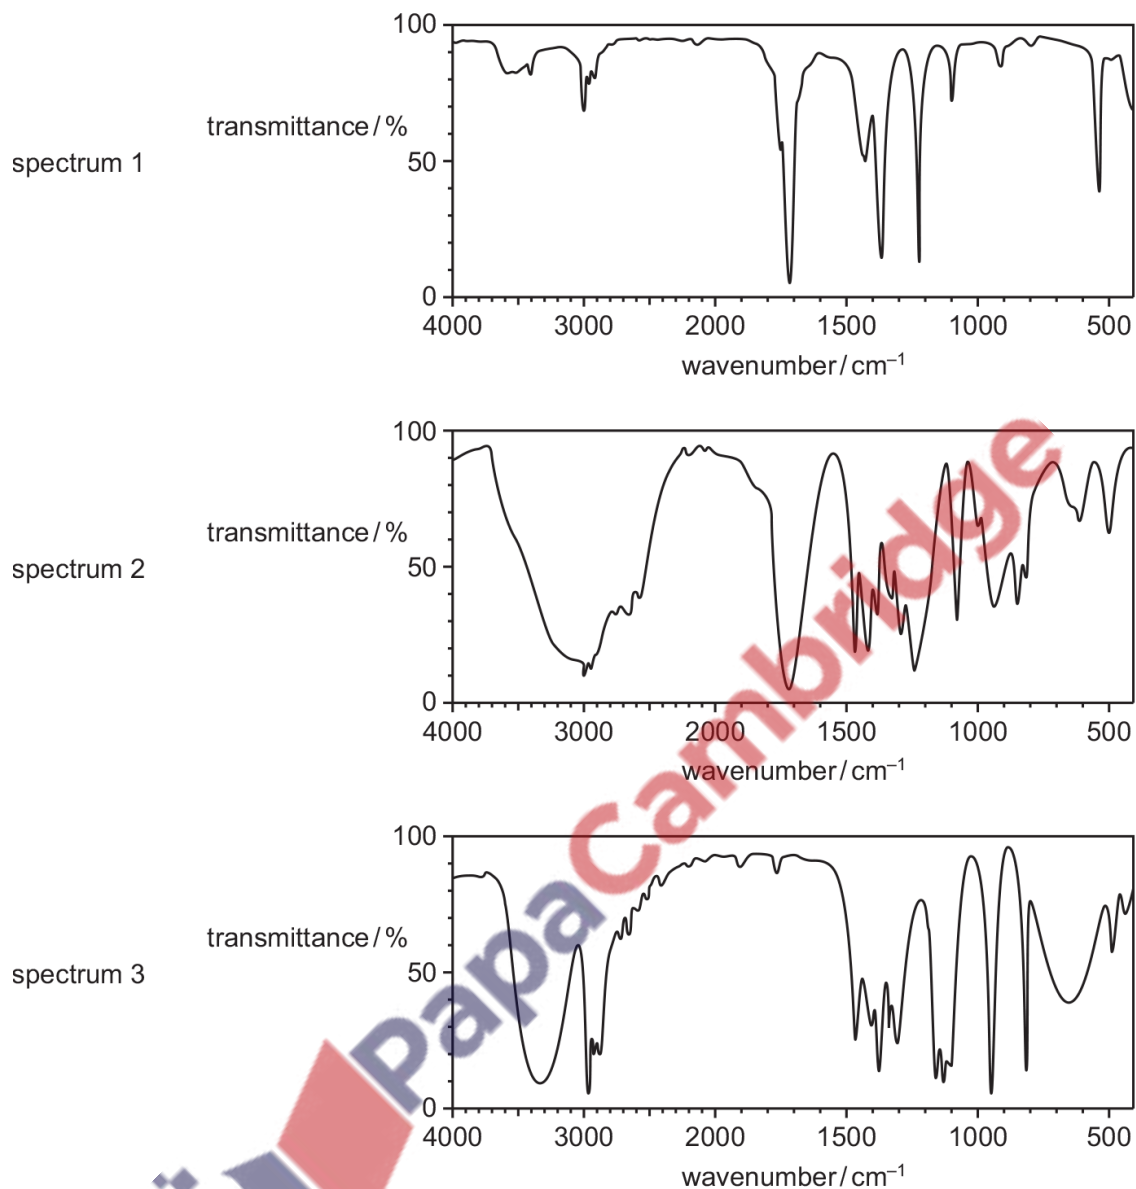 100
transmittance / %
spectrum 1
50
0
4000 3000 2000 1500 1000 500
wavenumber / cm⁻¹
100
transmittance / %
spectrum 2
50
0
4000 3000 2000 1500 1000 500
wavenumber / cm⁻¹
100
transmittance / %
spectrum 3
50
0
4000 3000 2000 1500 1000 500
wavenumber / cm⁻¹
PapaCambridge